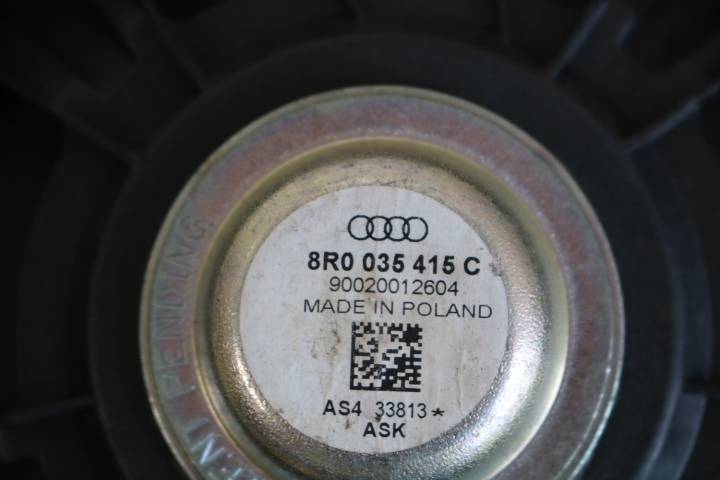 8R0 035 415 C
90020012604
MADE IN POLAND
AS4 33813*
ASK
PENDING